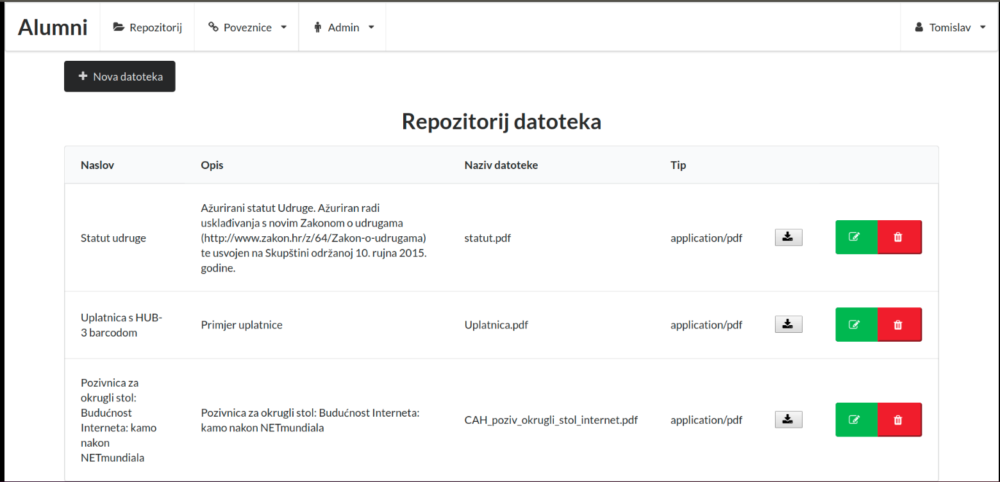 Alumni
Repozitorij
Poveznice
Admin
Tomislav
Nova datoteka
Repozitorij datoteka
Naslov
Opis
Naziv datoteke
Tip
Statut udruge
Ažurirani statut Udruge. Ažuriran radi
usklađivanja s novim Zakonom o udrugama
(http://www.zakon.hr/z/64/Zakon-o-udrugama)
te usvojen na Skupštini održanoj 10. rujna 2015.
godine.
statut.pdf
application/pdf
Uplatnica s HUB-
3 barcodom
Primjer uplatnice
Uplatnica.pdf
application/pdf
Pozivnica za
okrugli stol:
Budućnost
Interneta: kamo
nakon
NETmundiala
Pozivnica za okrugli stol: Budućnost Interneta:
kamo nakon NETmundiala
CAH_poziv_okrugli_stol_internet.pdf
application/pdf